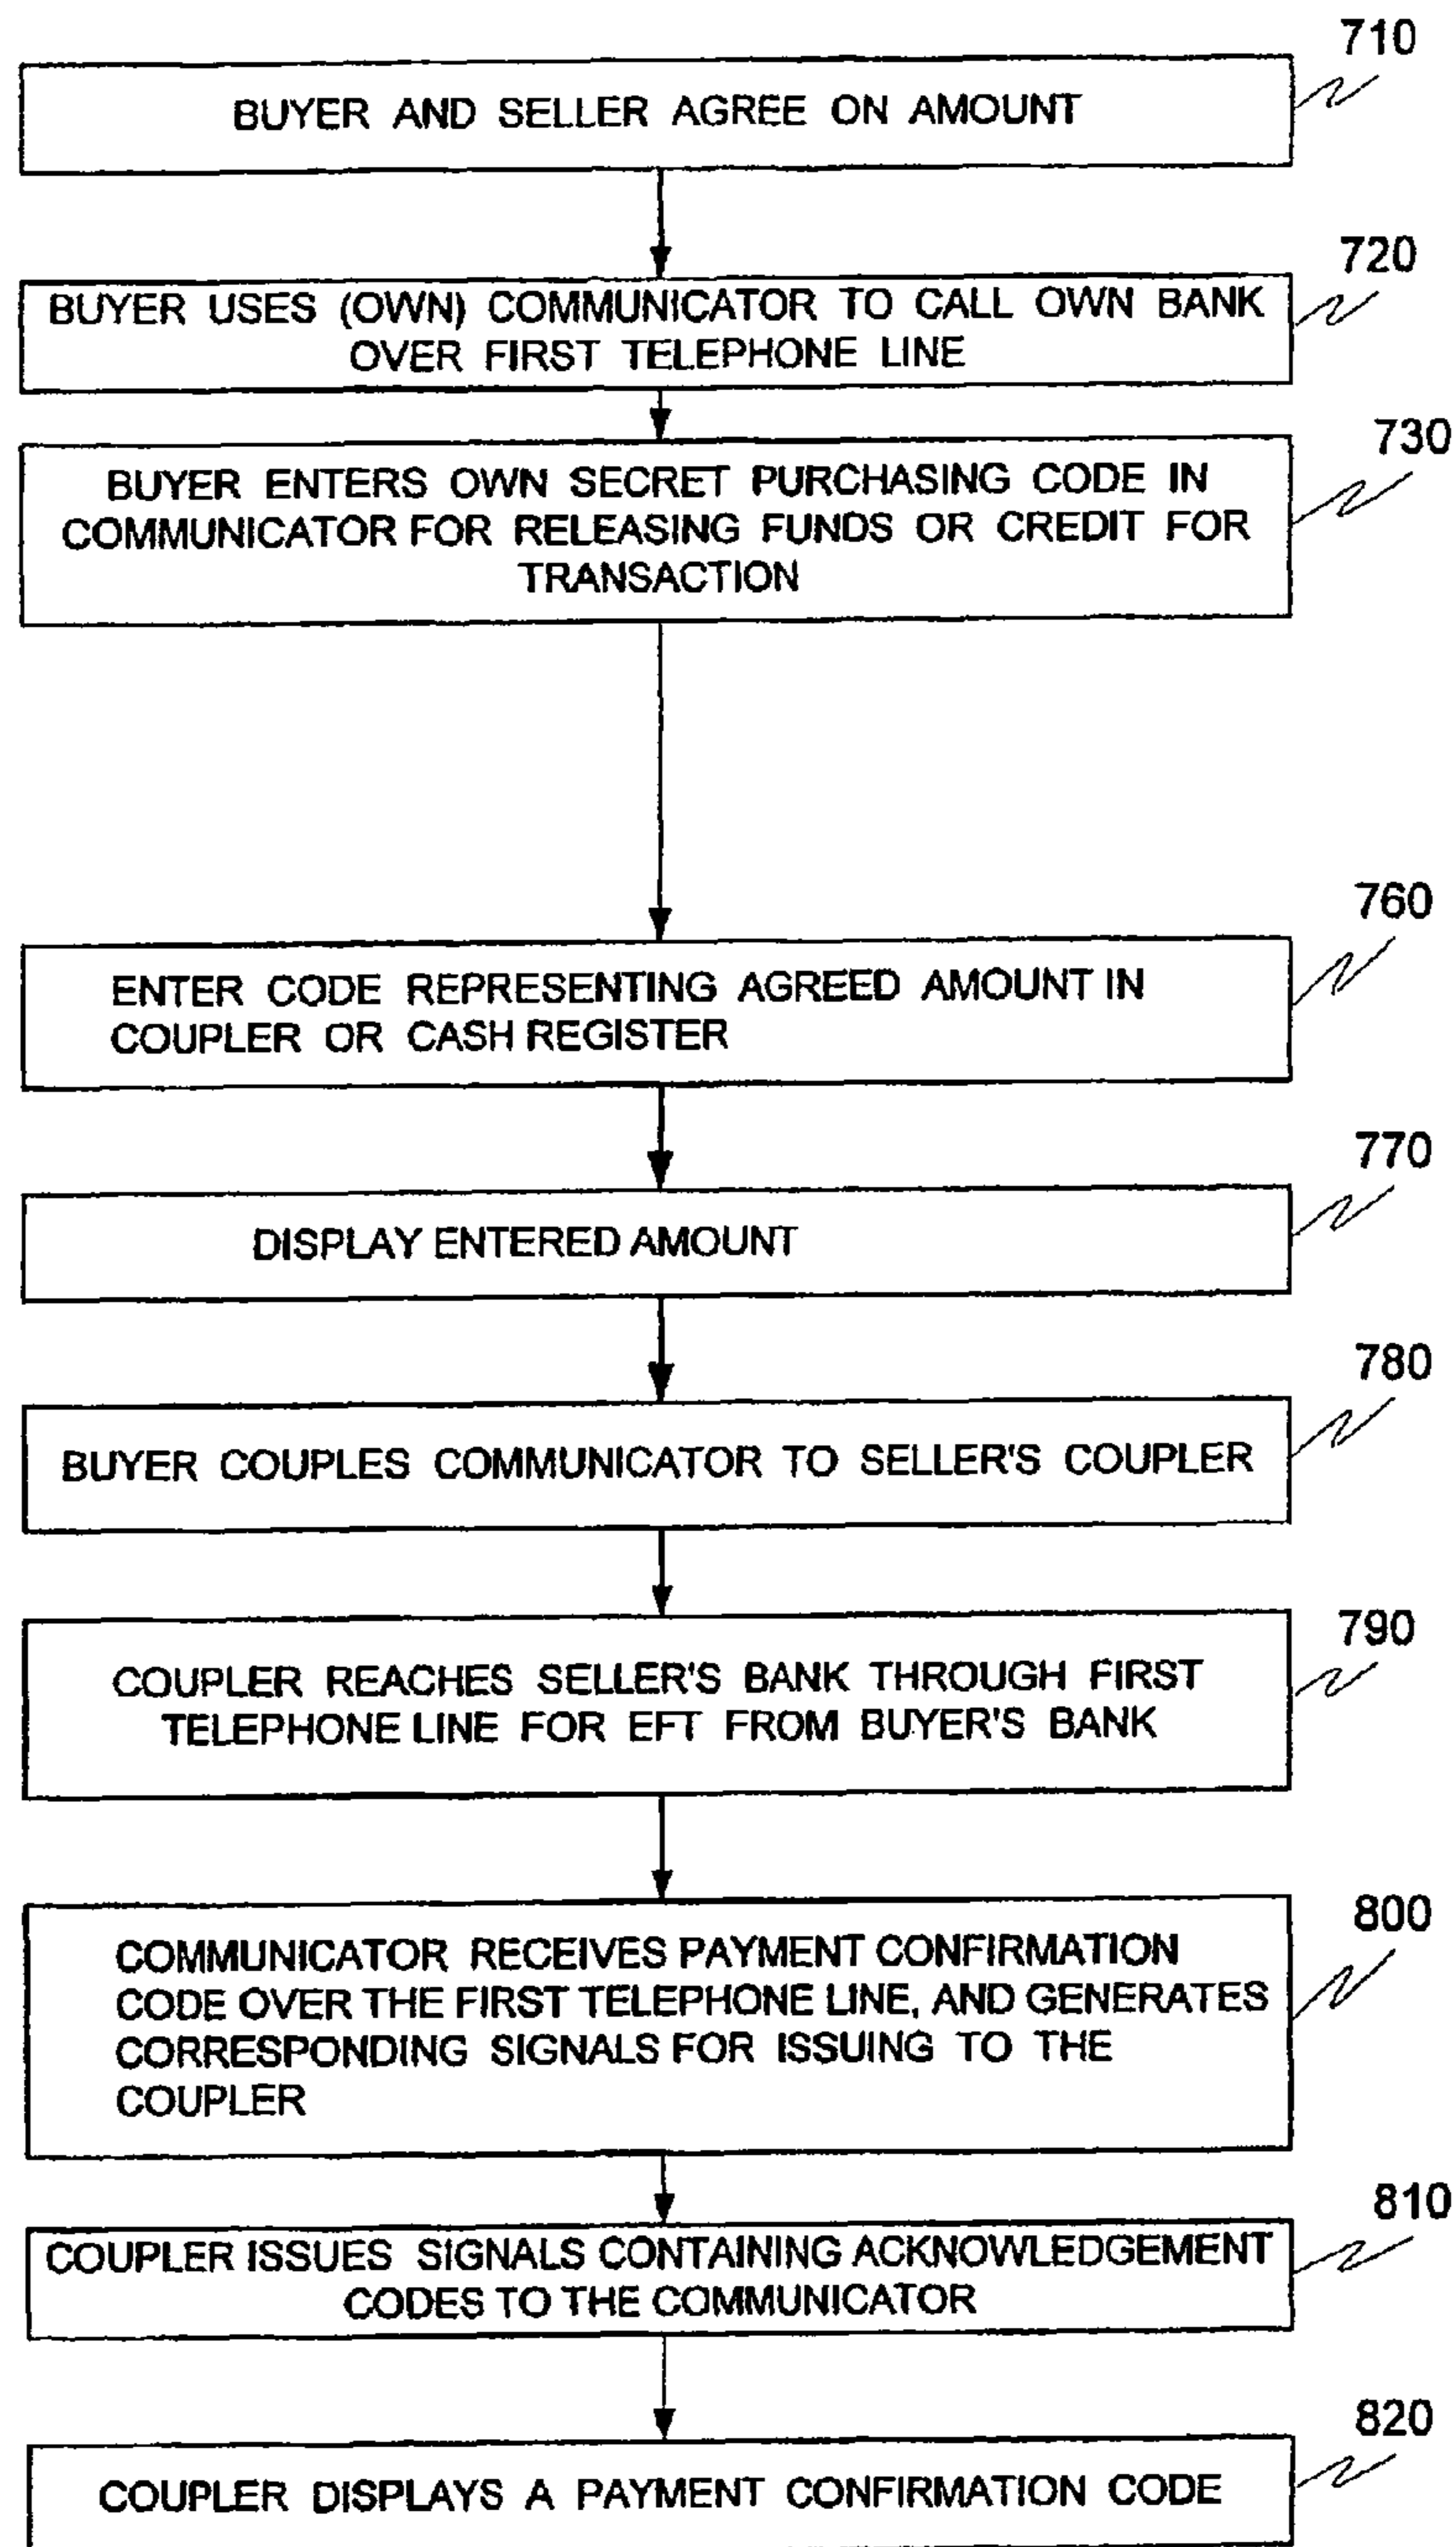 710
BUYER AND SELLER AGREE ON AMOUNT
720
BUYER USES (OWN) COMMUNICATOR TO CALL OWN BANK
OVER FIRST TELEPHONE LINE
730
BUYER ENTERS OWN SECRET PURCHASING CODE IN
COMMUNICATOR FOR RELEASING FUNDS OR CREDIT FOR
TRANSACTION
760
ENTER CODE REPRESENTING AGREED AMOUNT IN
COUPLER OR CASH REGISTER
770
DISPLAY ENTERED AMOUNT
780
BUYER COUPLES COMMUNICATOR TO SELLER'S COUPLER
790
COUPLER REACHES SELLER'S BANK THROUGH FIRST
TELEPHONE LINE FOR EFT FROM BUYER'S BANK
800
COMMUNICATOR RECEIVES PAYMENT CONFIRMATION
CODE OVER THE FIRST TELEPHONE LINE, AND GENERATES
CORRESPONDING SIGNALS FOR ISSUING TO THE
COUPLER
810
COUPLER ISSUES SIGNALS CONTAINING ACKNOWLEDGEMENT
CODES TO THE COMMUNICATOR
820
COUPLER DISPLAYS A PAYMENT CONFIRMATION CODE